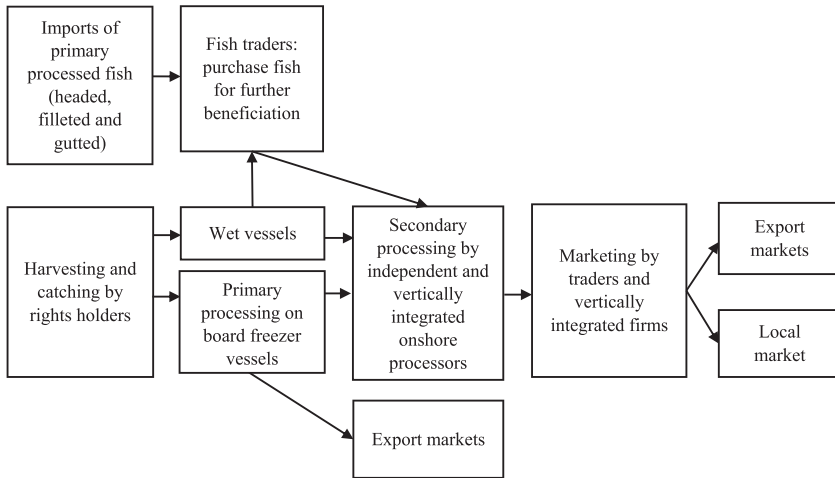 Imports of
primary
processed fish
(headed,
filleted and
gutted)
Fish traders:
purchase fish
for further
beneficiation
Harvesting and
catching by
rights holders
Wet vessels
Primary
processing on
board freezer
vessels
Secondary
processing by
independent and
vertically
integrated
onshore
processors
Marketing by
traders and
vertically
integrated firms
Export
markets
Local
market
Export markets